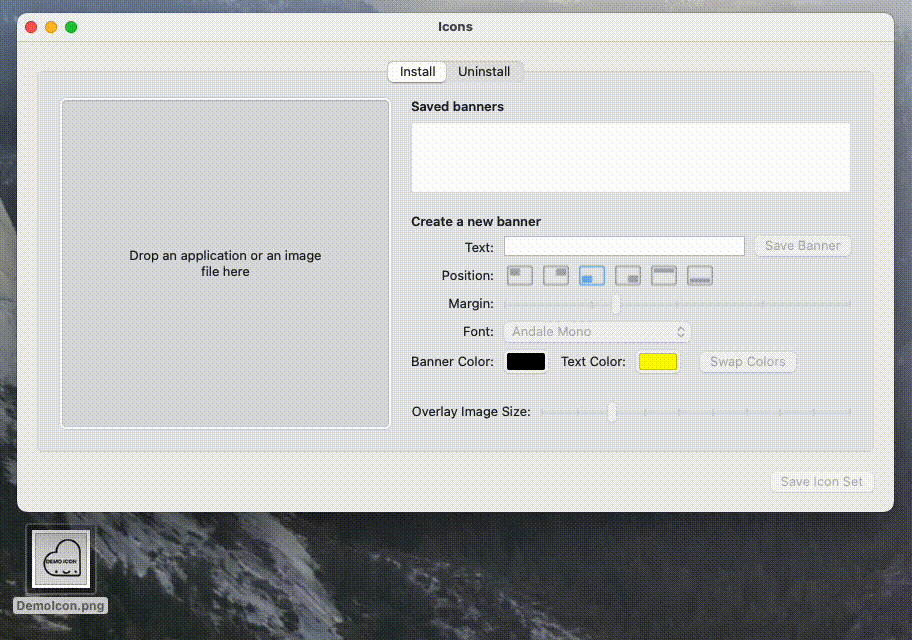 Icons
Install Uninstall
Drop an application or an image
file here
Saved banners
Create a new banner
Text: Save Banner
Position:
Margin:
Font: Andale Mono
Banner Color: Text Color: Swap Colors
Overlay Image Size:
Save Icon Set
DEMO ICON
DemoIcon.png